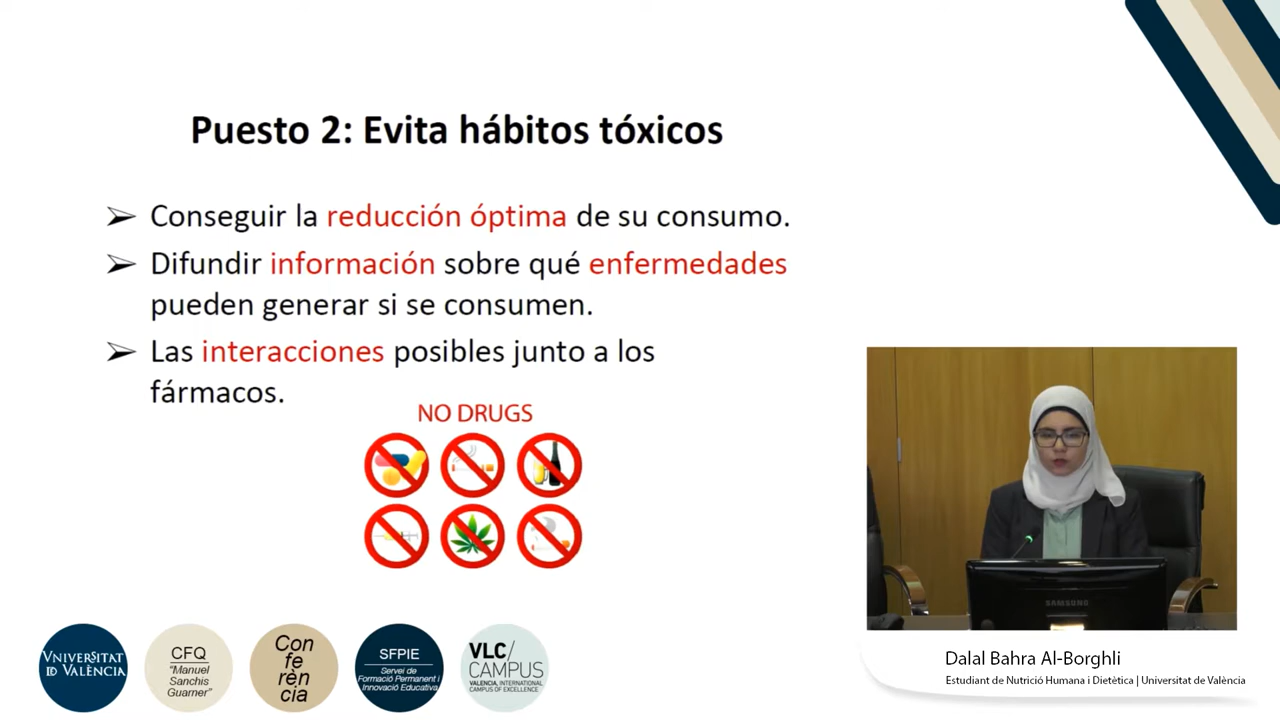 Puesto 2: Evita hábitos tóxicos
➢ Conseguir la reducción óptima de su consumo.
➢ Difundir información sobre qué enfermedades
pueden generar si se consumen.
➢ Las interacciones posibles junto a los
fármacos.
NO DRUGS
SAMSUNG
Dalal Bahra Al-Borghli
Estudiant de Nutrició Humana i Dietètica | Universitat de València
VNIVERSITAT
ID VALÈNCIA
CFQ
"Manuel
Sanchis
Guarner"
Con
fe
rèn
cia
SFPIE
Servei de
Formació Permanent i
Innovació Educativa
VLC/
CAMPUS
VALENCIA, INTERNATIONAL
CAMPUS OF EXCELLENCE